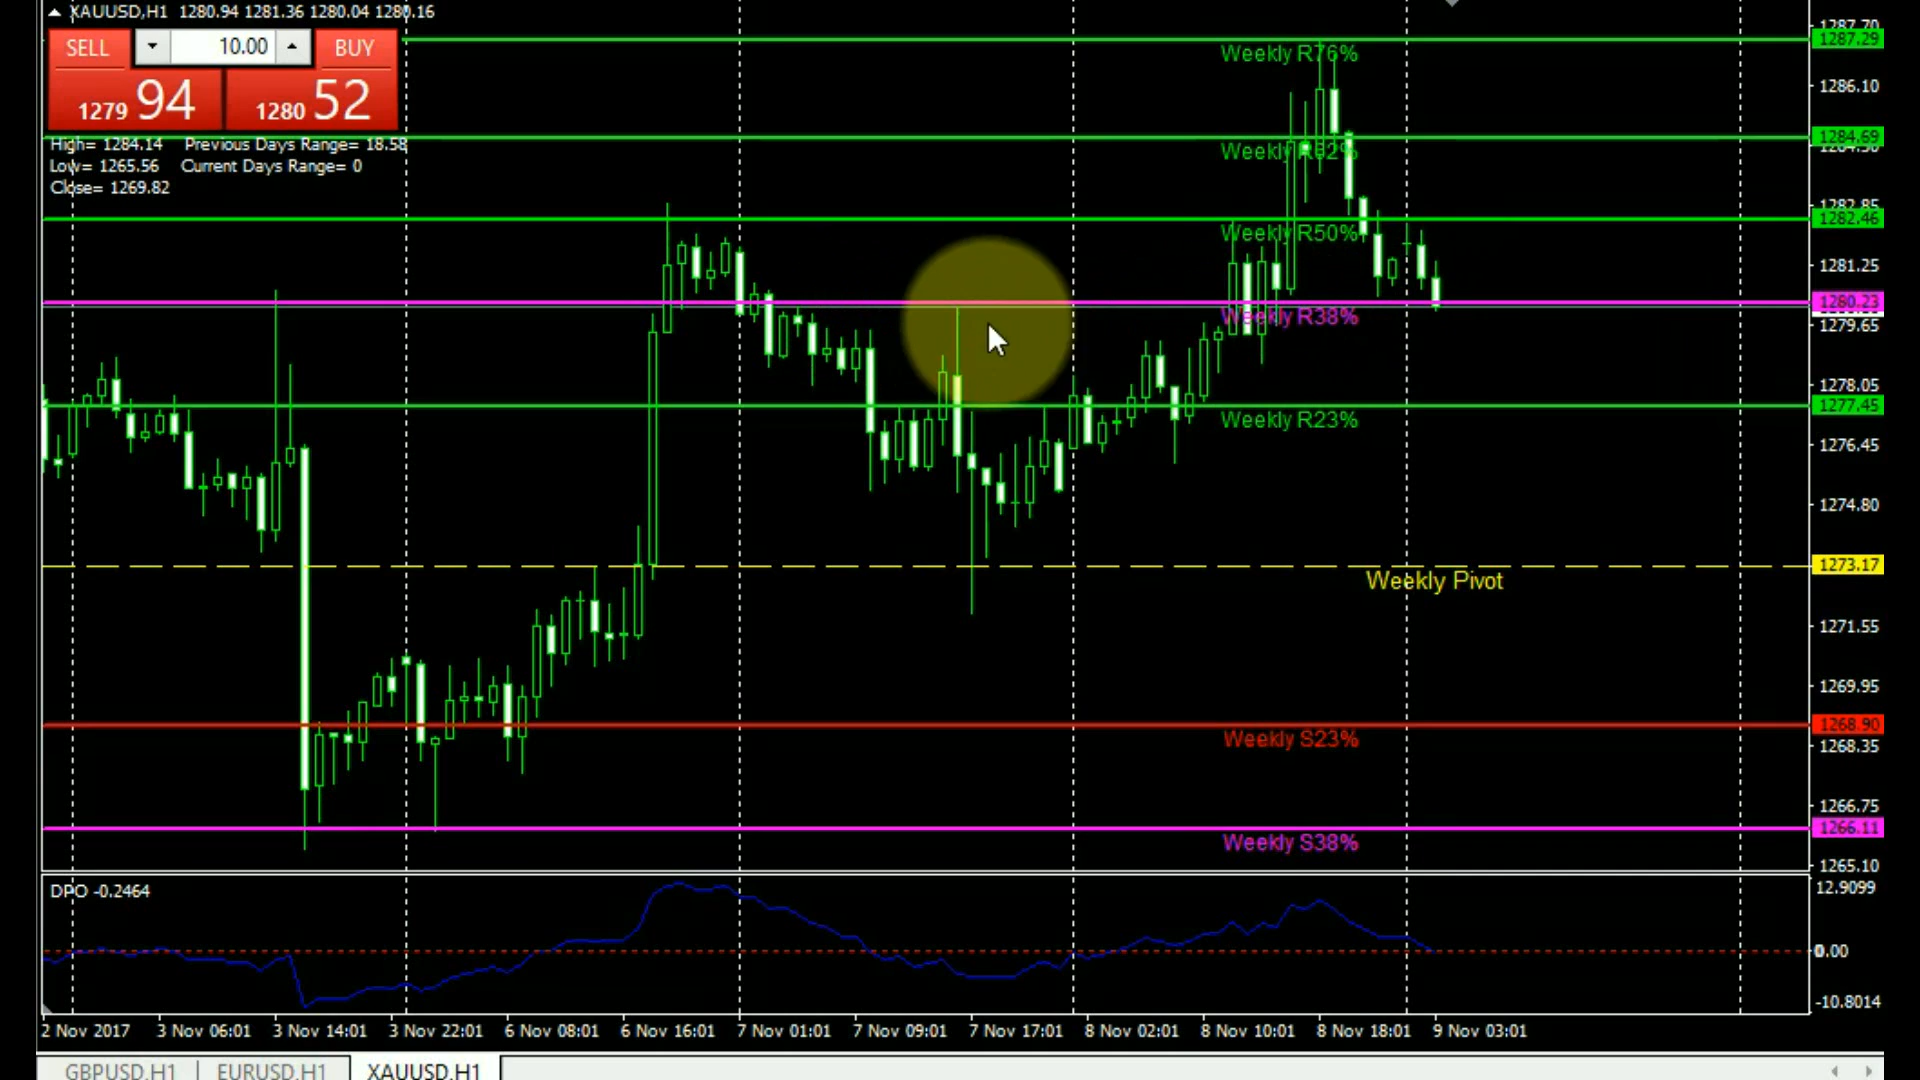 XAUUSD,H1 1280.94 1281.36 1280.04 1280.16
SELL 10.00 BUY
1279 94 1280 52
High= 1284.14 Previous Days Range= 18.58
Low= 1265.56 Current Days Range= 0
Close= 1269.82
1287.70
1287.29
Weekly R76%
1286.10
1284.69
Weekly R62%
1284.50
1282.85
1282.46
Weekly R50%
1281.25
1280.23
Weekly R38%
1279.65
1278.05
1277.45
Weekly R23%
1276.45
1274.80
1273.17
Weekly Pivot
1271.55
1269.95
1268.90
Weekly S23%
1268.35
1266.75
1266.11
Weekly S38%
1265.10
DPO -0.2464
12.9099
0.00
-10.8014
2 Nov 2017 3 Nov 06:01 3 Nov 14:01 3 Nov 22:01 6 Nov 08:01 6 Nov 16:01 7 Nov 01:01 7 Nov 09:01 7 Nov 17:01 8 Nov 02:01 8 Nov 10:01 8 Nov 18:01 9 Nov 03:01
GBPUSD,H1 EURUSD,H1 XAUUSD,H1